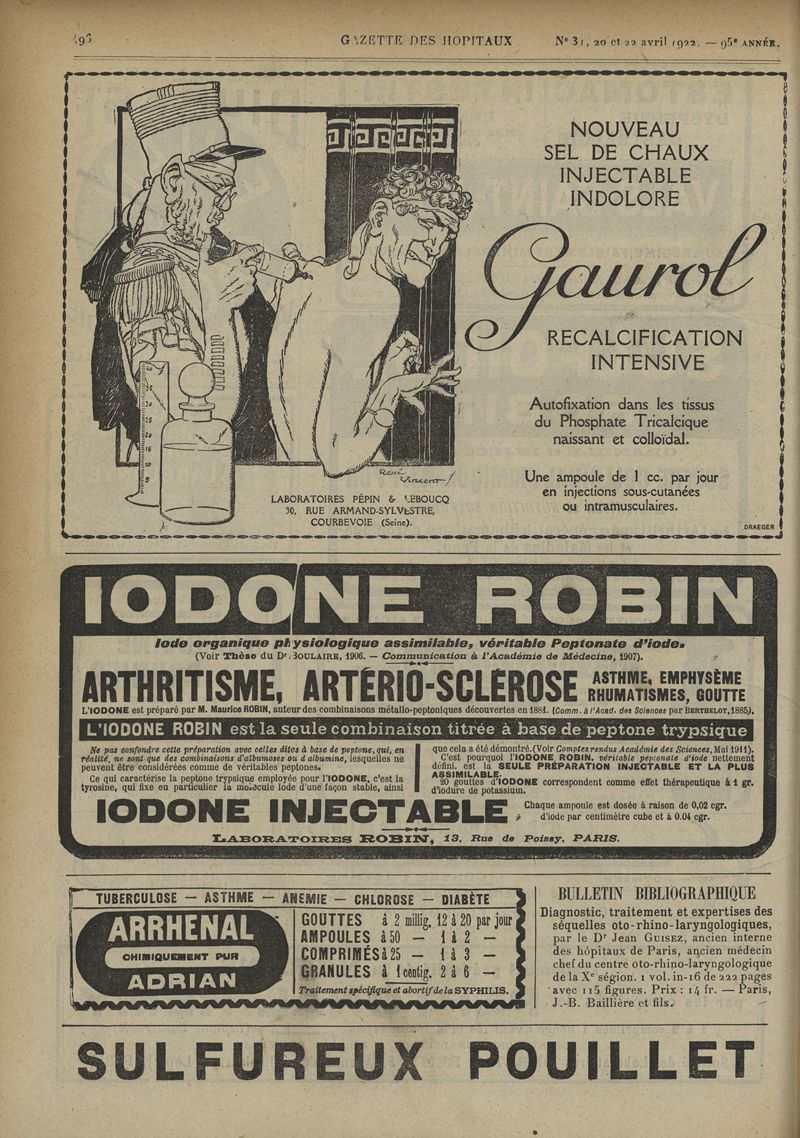 GAZETTE DES HOPITAUX
N° 31, 20 et 22 avril 1922. — 95e ANNÉE.
NOUVEAU
SEL DE CHAUX
INJECTABLE
INDOLORE
Gaurol
RECALCIFICATION
INTENSIVE
Autofixation dans les tissus
du Phosphate Tricalcique
naissant et colloïdal.
Une ampoule de 1 cc. par jour
en injections sous-cutanées
ou intramusculaires.
René
Vincent
LABORATOIRES PÉPIN & LEBOUCQ
30, RUE ARMAND-SYLVESTRE,
COURBEVOIE (Seine).
DRAEGER
IODONE ROBIN
Iode organique physiologique assimilable, véritable Peptonate d'iode.
(Voir Thèse du Dr BOULAIRE, 1906. — Communication à l'Académie de Médecine, 1907).
ARTHRITISME, ARTÉRIO-SCLÉROSE
ASTHME, EMPHYSÈME
RHUMATISMES, GOUTTE
L'IODONE est préparé par M. Maurice ROBIN, auteur des combinaisons métallo-peptoniques découvertes en 1881. (Comm. à l'Acad. des Sciences par BERTHELOT, 1885).
L'IODONE ROBIN est la seule combinaison titrée à base de peptone trypsique
Ne pas confondre cette préparation avec celles dites à base de peptone, qui, en
réalité, ne sont que des combinaisons d'albumoses ou d'albumine, lesquelles ne
peuvent être considérées comme de véritables peptones.
Ce qui caractérise la peptone trypsique employée pour l'IODONE, c'est la
tyrosine, qui fixe en particulier la molécule iode d'une façon stable, ainsi
que cela a été démontré. (Voir Comptes rendus Académie des Sciences, Mai 1911).
C'est pourquoi l'IODONE ROBIN, véritable peptonate d'iode nettement
défini, est la SEULE PRÉPARATION INJECTABLE ET LA PLUS
ASSIMILABLE.
20 gouttes d'IODONE correspondent comme effet thérapeutique à 1 gr.
d'iodure de potassium.
IODONE INJECTABLE
Chaque ampoule est dosée à raison de 0,02 cgr.
d'iode par centimètre cube et à 0.04 cgr.
LABORATOIRES ROBIN, 13, Rue de Poissy, PARIS.
TUBERCULOSE — ASTHME — ANEMIE — CHLOROSE — DIABÈTE
ARRHENAL
CHIMIQUEMENT PUR
ADRIAN
GOUTTES à 2 millig. 12 à 20 par jour
AMPOULES à 50 — 1 à 2 —
COMPRIMÉS à 25 — 1 à 3 —
GRANULES à 1 centig. 2 à 6 —
Traitement spécifique et abortif de la SYPHILIS.
BULLETIN BIBLIOGRAPHIQUE
Diagnostic, traitement et expertises des
séquelles oto-rhino-laryngologiques,
par le Dr Jean GUISEZ, ancien interne
des hôpitaux de Paris, ancien médecin
chef du centre oto-rhino-laryngologique
de la Xe ségion. 1 vol. in-16 de 222 pages
avec 115 figures. Prix : 14 fr. — Paris,
J.-B. Baillière et fils.
SULFUREUX POUILLET